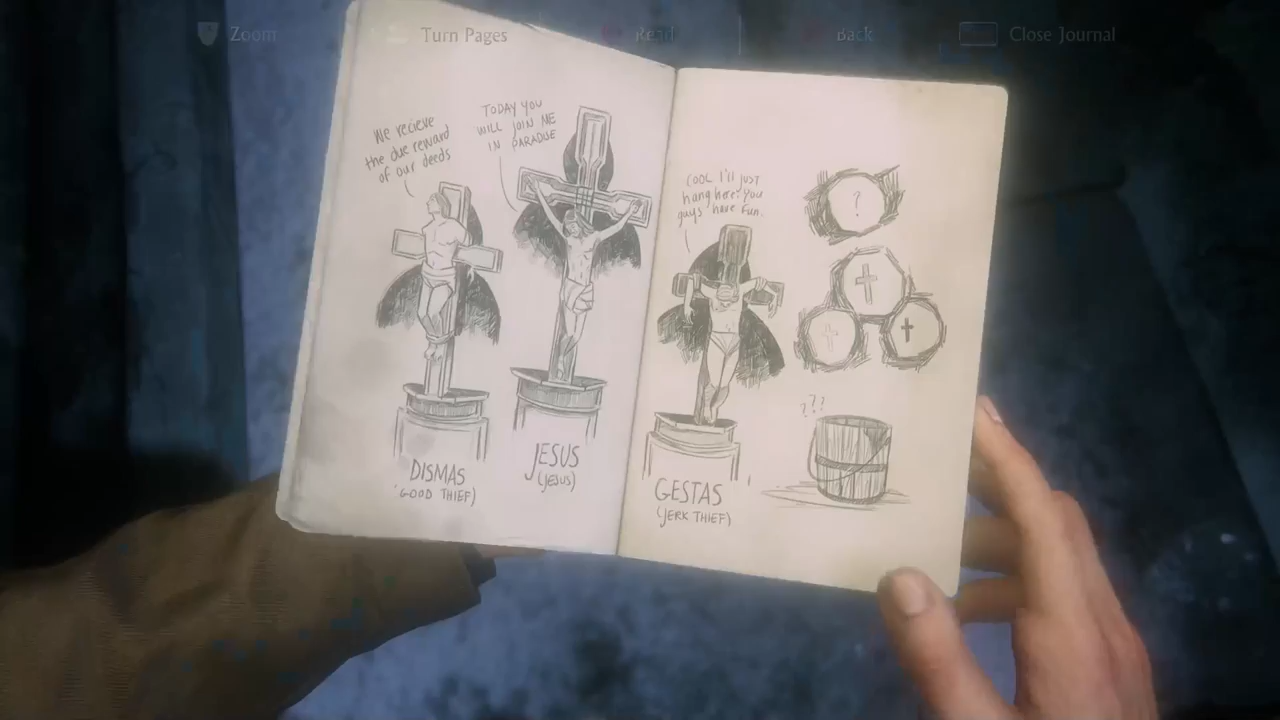 Zoom
Turn Pages
Read
Back
Close Journal
We recieve
the due reward
of our deeds
TODAY YOU
WILL JOIN ME
IN PARADISE
DISMAS
(GOOD THIEF)
JESUS
(JESUS)
COOL I'll JUST
hang here. You
guys have fun.
GESTAS
(JERK THIEF)
?
???